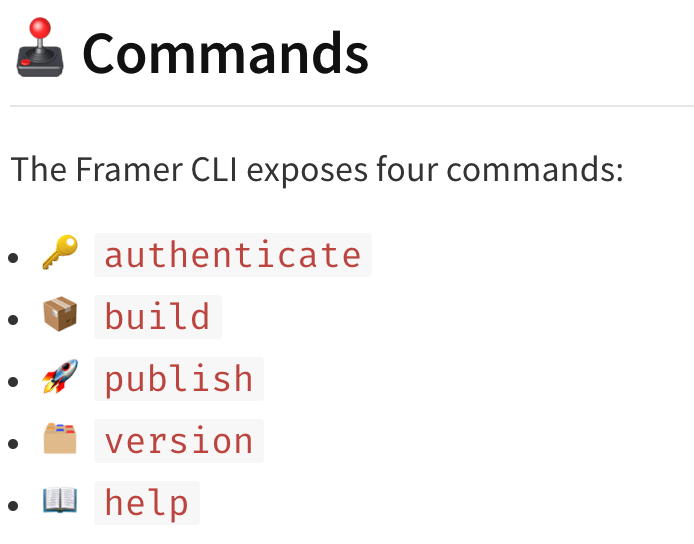 🕹️ Commands
The Framer CLI exposes four commands:
• 🔑 authenticate
• 📦 build
• 🚀 publish
• 🗂️ version
• 📖 help